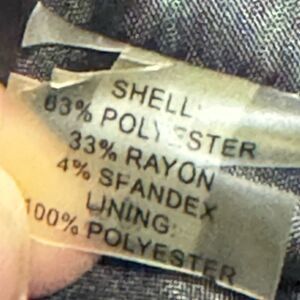 SHELL:
63% POLYESTER
33% RAYON
4% SPANDEX
LINING:
100% POLYESTER